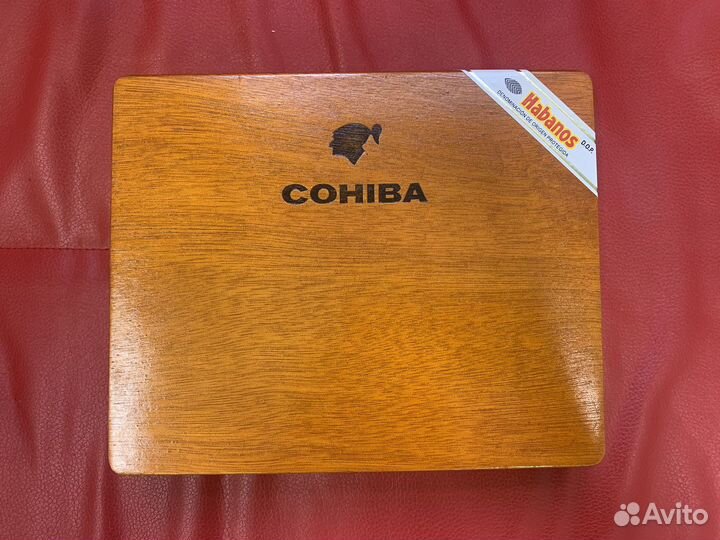 Habanos
D.O.P.
DENOMINACIÓN DE ORIGEN PROTEGIDA
COHIBA
Avito